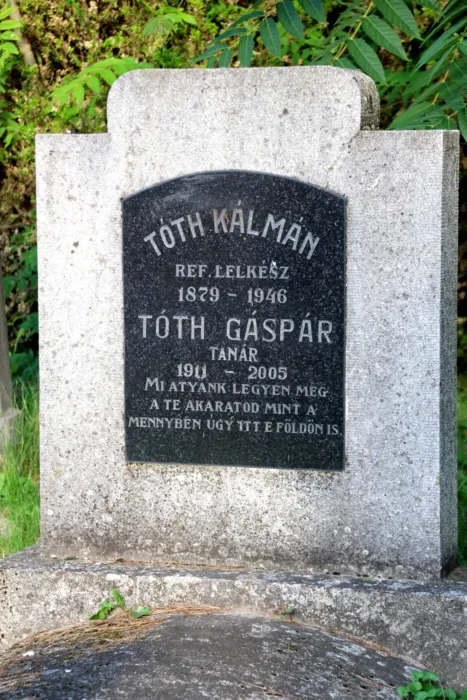 TÓTH KÁLMÁN
REF. LELKÉSZ
1879 - 1946
TÓTH GÁSPÁR
TANÁR
1911 - 2005
MI ATYÁNK LEGYEN MEG
A TE AKARATOD MINT A
MENNYBEN ÚGY ITT E FÖLDÖN IS.